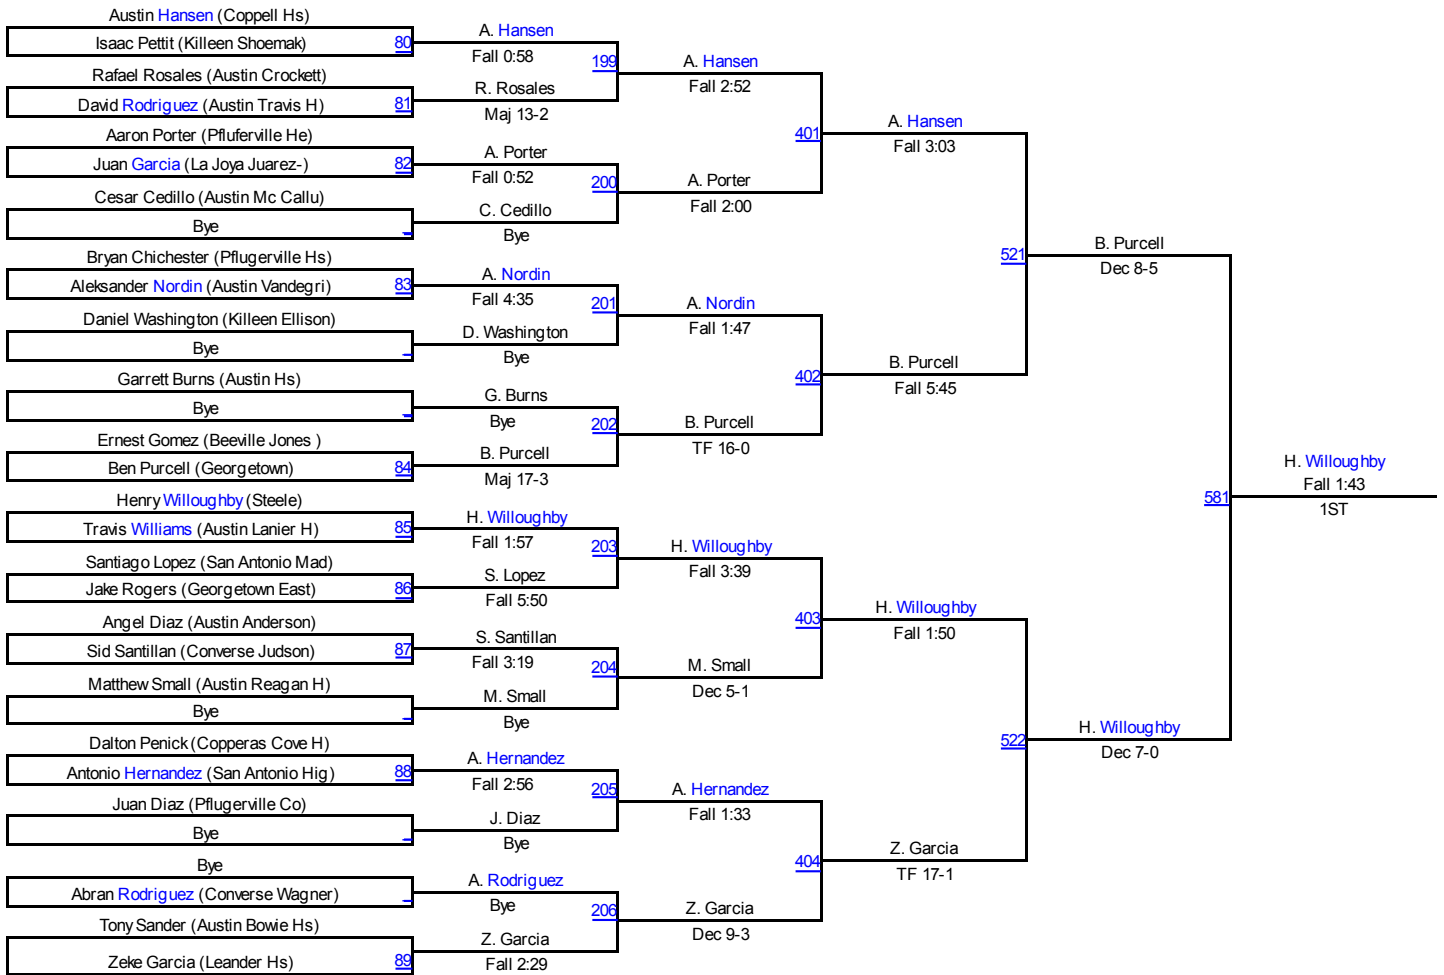 Austin Hansen (Coppell Hs)
Isaac Pettit (Killeen Shoemak)
80
Rafael Rosales (Austin Crockett)
David Rodriguez (Austin Travis H)
81
Aaron Porter (Pfluferville He)
Juan Garcia (La Joya Juarez-)
82
Cesar Cedillo (Austin Mc Callu)
Bye
Bryan Chichester (Pflugerville Hs)
Aleksander Nordin (Austin Vandegri)
83
Daniel Washington (Killeen Ellison)
Bye
Garrett Burns (Austin Hs)
Bye
Ernest Gomez (Beeville Jones )
Ben Purcell (Georgetown)
84
Henry Willoughby (Steele)
Travis Williams (Austin Lanier H)
85
Santiago Lopez (San Antonio Mad)
Jake Rogers (Georgetown East)
86
Angel Diaz (Austin Anderson)
Sid Santillan (Converse Judson)
87
Matthew Small (Austin Reagan H)
Bye
Dalton Penick (Copperas Cove H)
Antonio Hernandez (San Antonio Hig)
88
Juan Diaz (Pflugerville Co)
Bye
Bye
Abran Rodriguez (Converse Wagner)
Tony Sander (Austin Bowie Hs)
Zeke Garcia (Leander Hs)
89
A. Hansen
Fall 0:58
199
R. Rosales
Maj 13-2
A. Porter
Fall 0:52
200
C. Cedillo
Bye
A. Nordin
Fall 4:35
201
D. Washington
Bye
G. Burns
Bye
202
B. Purcell
Maj 17-3
H. Willoughby
Fall 1:57
203
S. Lopez
Fall 5:50
S. Santillan
Fall 3:19
204
M. Small
Bye
A. Hernandez
Fall 2:56
205
J. Diaz
Bye
A. Rodriguez
Bye
206
Z. Garcia
Fall 2:29
A. Hansen
Fall 2:52
401
A. Porter
Fall 2:00
A. Nordin
Fall 1:47
402
B. Purcell
TF 16-0
H. Willoughby
Fall 3:39
403
M. Small
Dec 5-1
A. Hernandez
Fall 1:33
404
Z. Garcia
Dec 9-3
A. Hansen
Fall 3:03
521
B. Purcell
Fall 5:45
H. Willoughby
Fall 1:50
522
Z. Garcia
TF 17-1
B. Purcell
Dec 8-5
581
H. Willoughby
Dec 7-0
H. Willoughby
Fall 1:43
1ST